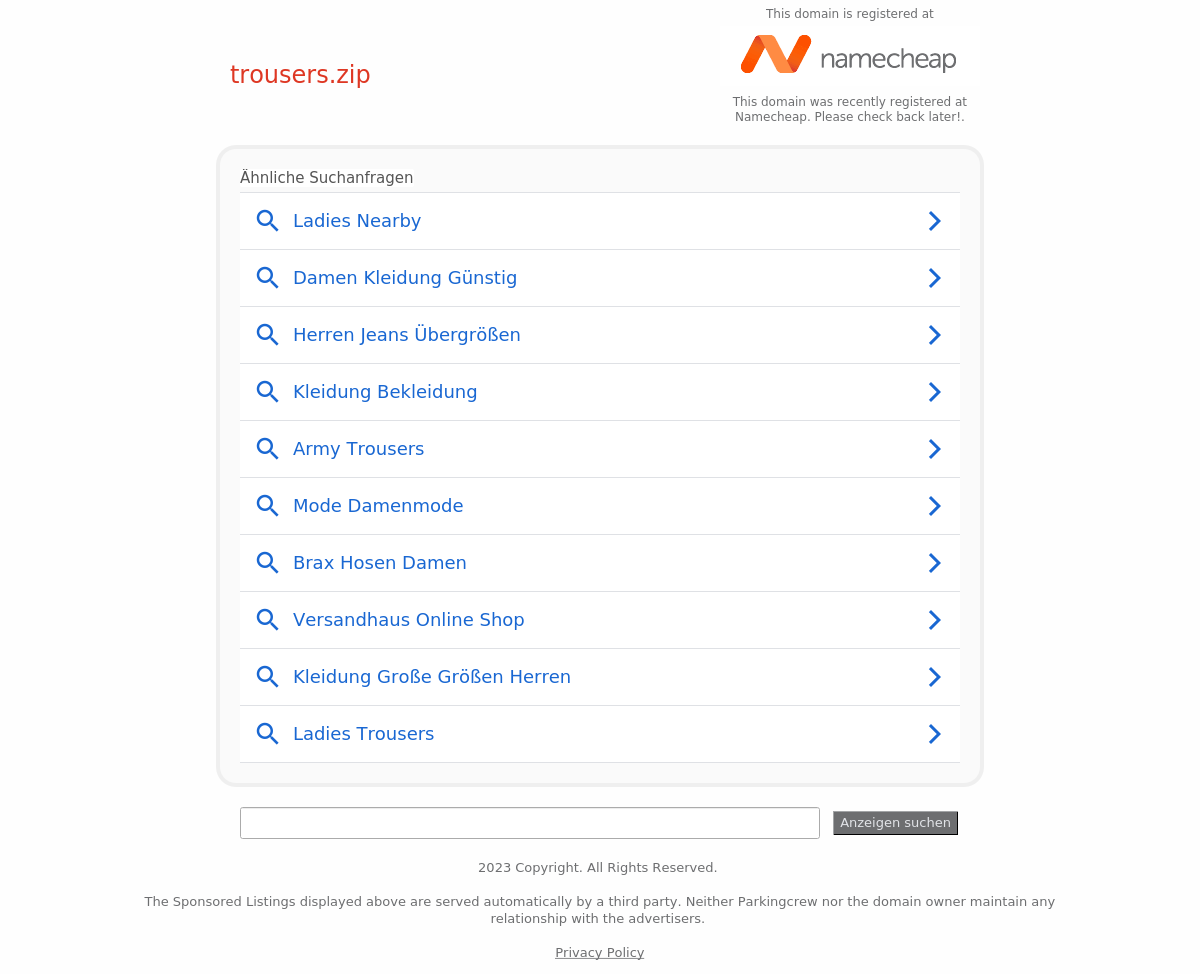 This domain is registered at
namecheap
trousers.zip
This domain was recently registered at
Namecheap. Please check back later!.
Ähnliche Suchanfragen
Ladies Nearby
Damen Kleidung Günstig
Herren Jeans Übergrößen
Kleidung Bekleidung
Army Trousers
Mode Damenmode
Brax Hosen Damen
Versandhaus Online Shop
Kleidung Große Größen Herren
Ladies Trousers
Anzeigen suchen
2023 Copyright. All Rights Reserved.
The Sponsored Listings displayed above are served automatically by a third party. Neither Parkingcrew nor the domain owner maintain any
relationship with the advertisers.
Privacy Policy